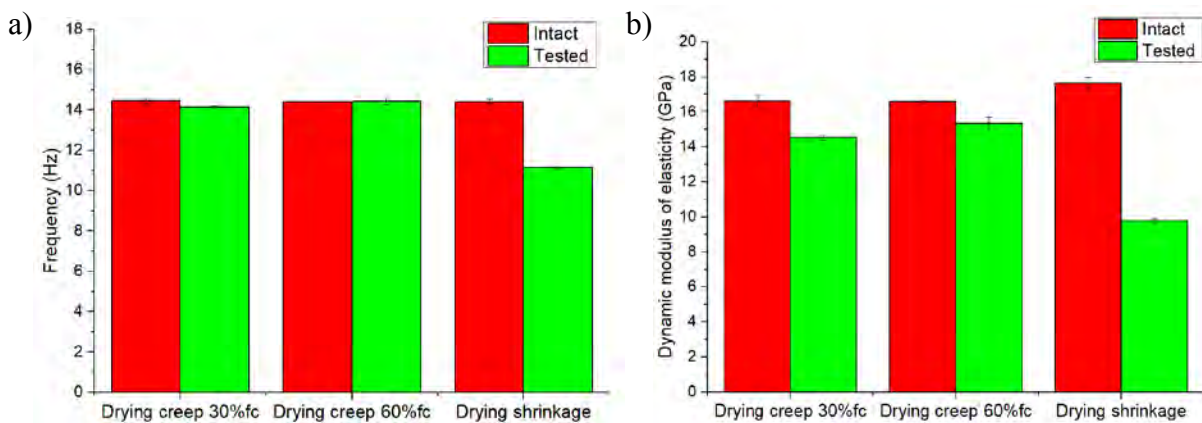 a)
18
16
14
12
10
8
6
4
2
0
Frequency (Hz)
Intact
Tested
Drying creep 30%fc Drying creep 60%fc Drying shrinkage
b)
20
18
16
14
12
10
8
6
4
2
0
Dynamic modulus of elasticity (GPa)
Intact
Tested
Drying creep 30%fc Drying creep 60%fc Drying shrinkage